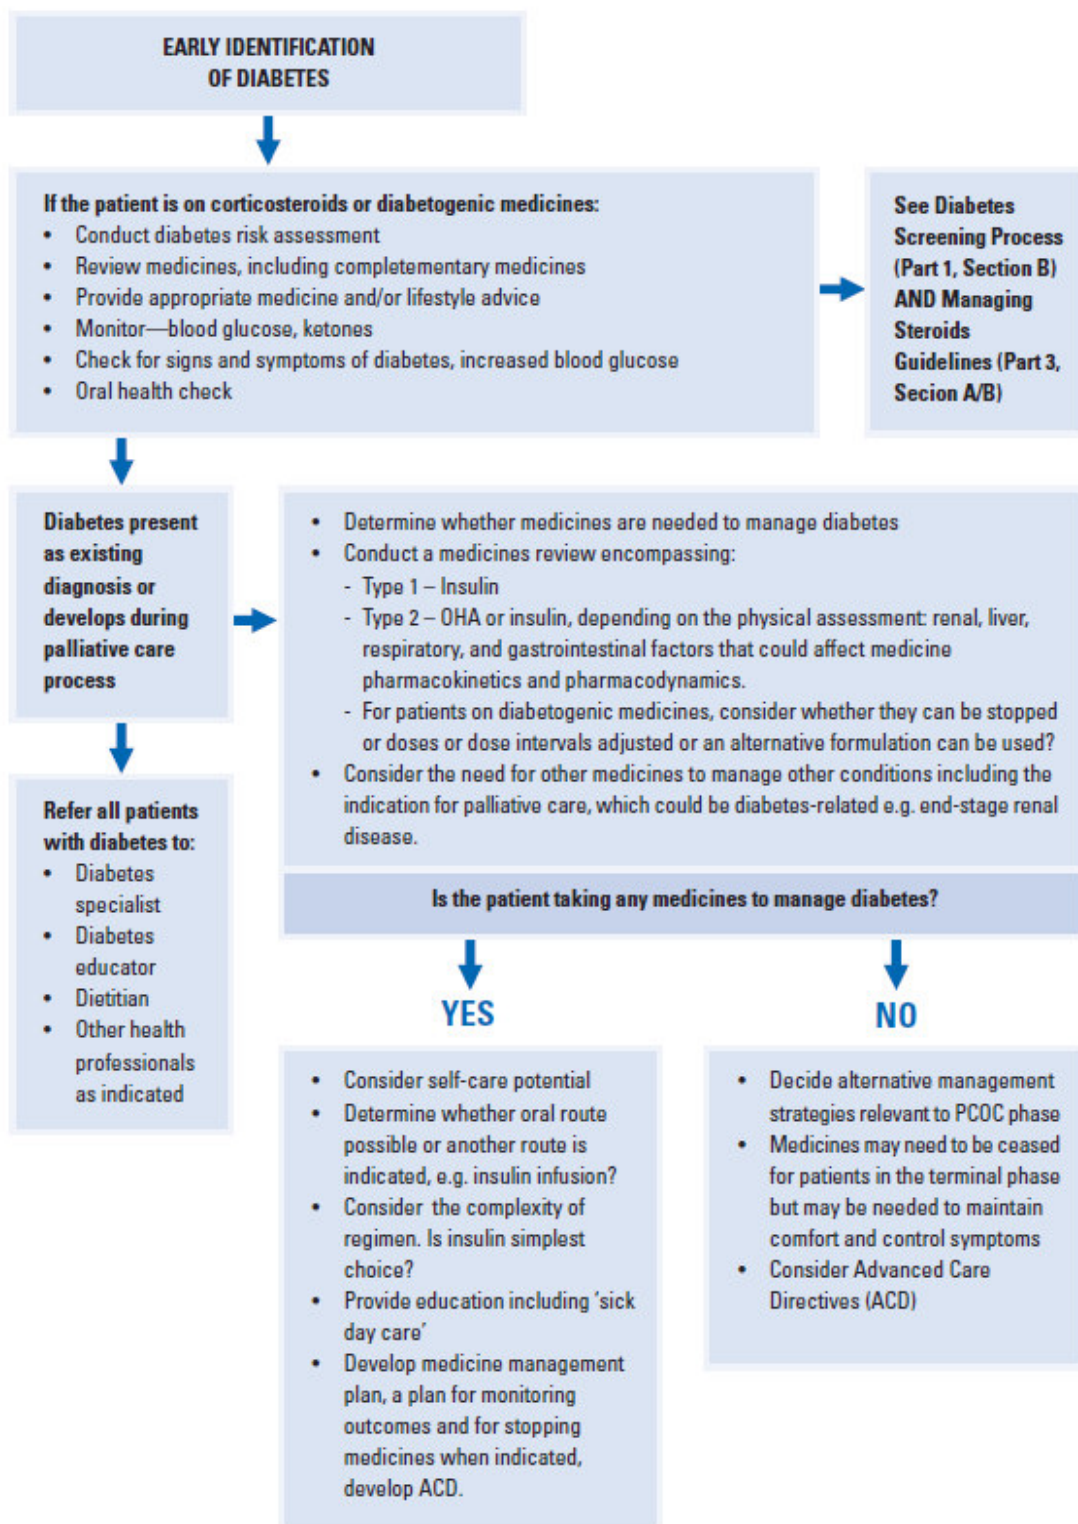 EARLY IDENTIFICATION
OF DIABETES
If the patient is on corticosteroids or diabetogenic medicines:
• Conduct diabetes risk assessment
• Review medicines, including completementary medicines
• Provide appropriate medicine and/or lifestyle advice
• Monitor—blood glucose, ketones
• Check for signs and symptoms of diabetes, increased blood glucose
• Oral health check
See Diabetes
Screening Process
(Part 1, Section B)
AND Managing
Steroids
Guidelines (Part 3,
Secion A/B)
Diabetes present
as existing
diagnosis or
develops during
palliative care
process
• Determine whether medicines are needed to manage diabetes
• Conduct a medicines review encompassing:
- Type 1 – Insulin
- Type 2 – OHA or insulin, depending on the physical assessment: renal, liver,
respiratory, and gastrointestinal factors that could affect medicine
pharmacokinetics and pharmacodynamics.
- For patients on diabetogenic medicines, consider whether they can be stopped
or doses or dose intervals adjusted or an alternative formulation can be used?
• Consider the need for other medicines to manage other conditions including the
indication for palliative care, which could be diabetes-related e.g. end-stage renal
disease.
Refer all patients
with diabetes to:
• Diabetes
specialist
• Diabetes
educator
• Dietitian
• Other health
professionals
as indicated
Is the patient taking any medicines to manage diabetes?
YES
• Consider self-care potential
• Determine whether oral route
possible or another route is
indicated, e.g. insulin infusion?
• Consider the complexity of
regimen. Is insulin simplest
choice?
• Provide education including ‘sick
day care’
• Develop medicine management
plan, a plan for monitoring
outcomes and for stopping
medicines when indicated,
develop ACD.
NO
• Decide alternative management
strategies relevant to PCOC phase
• Medicines may need to be ceased
for patients in the terminal phase
but may be needed to maintain
comfort and control symptoms
• Consider Advanced Care
Directives (ACD)